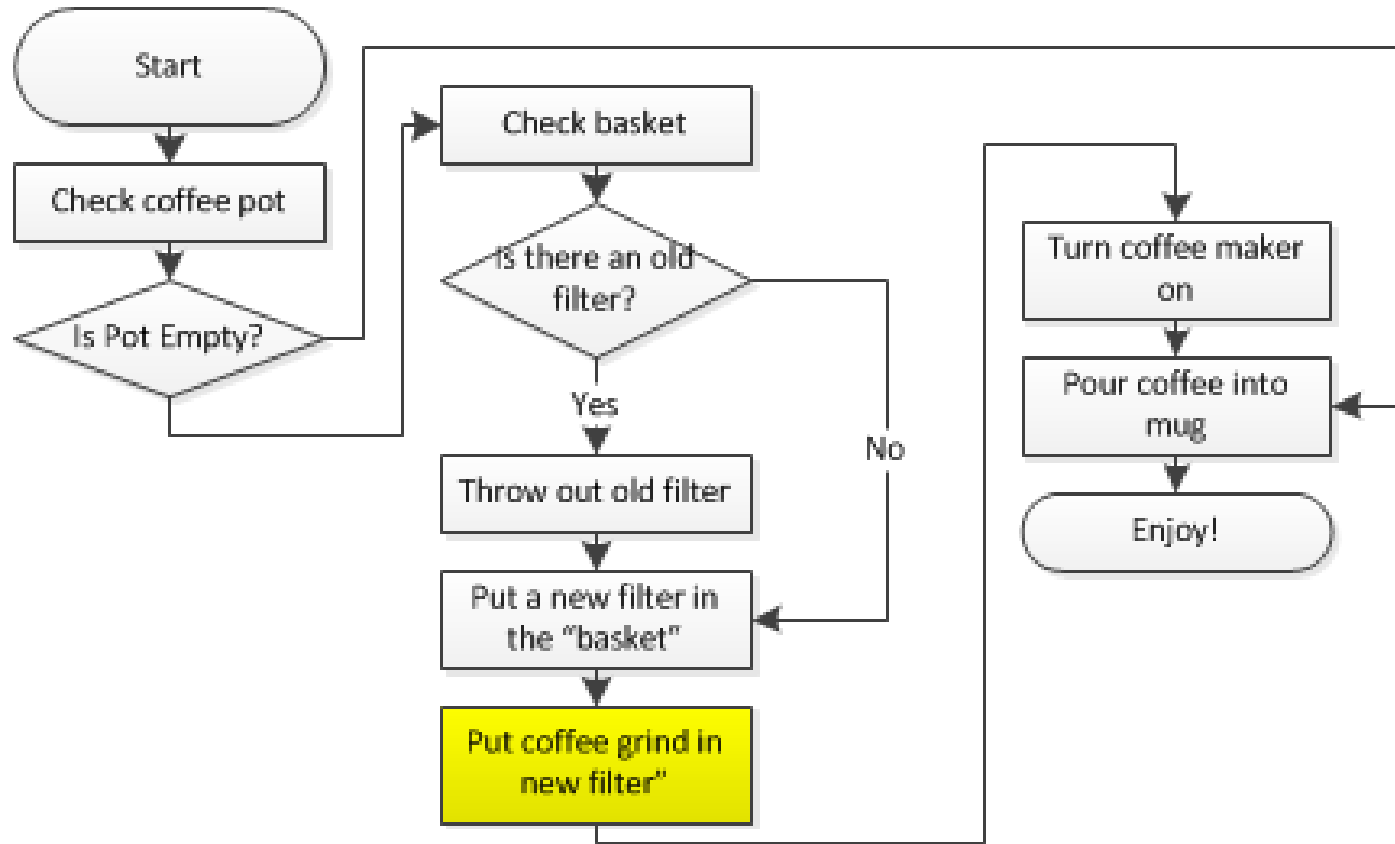 Start
Check coffee pot
Is Pot Empty?
Check basket
Is there an old
filter?
Yes
No
Throw out old filter
Put a new filter in
the “basket”
Put coffee grind in
new filter”
Turn coffee maker
on
Pour coffee into
mug
Enjoy!